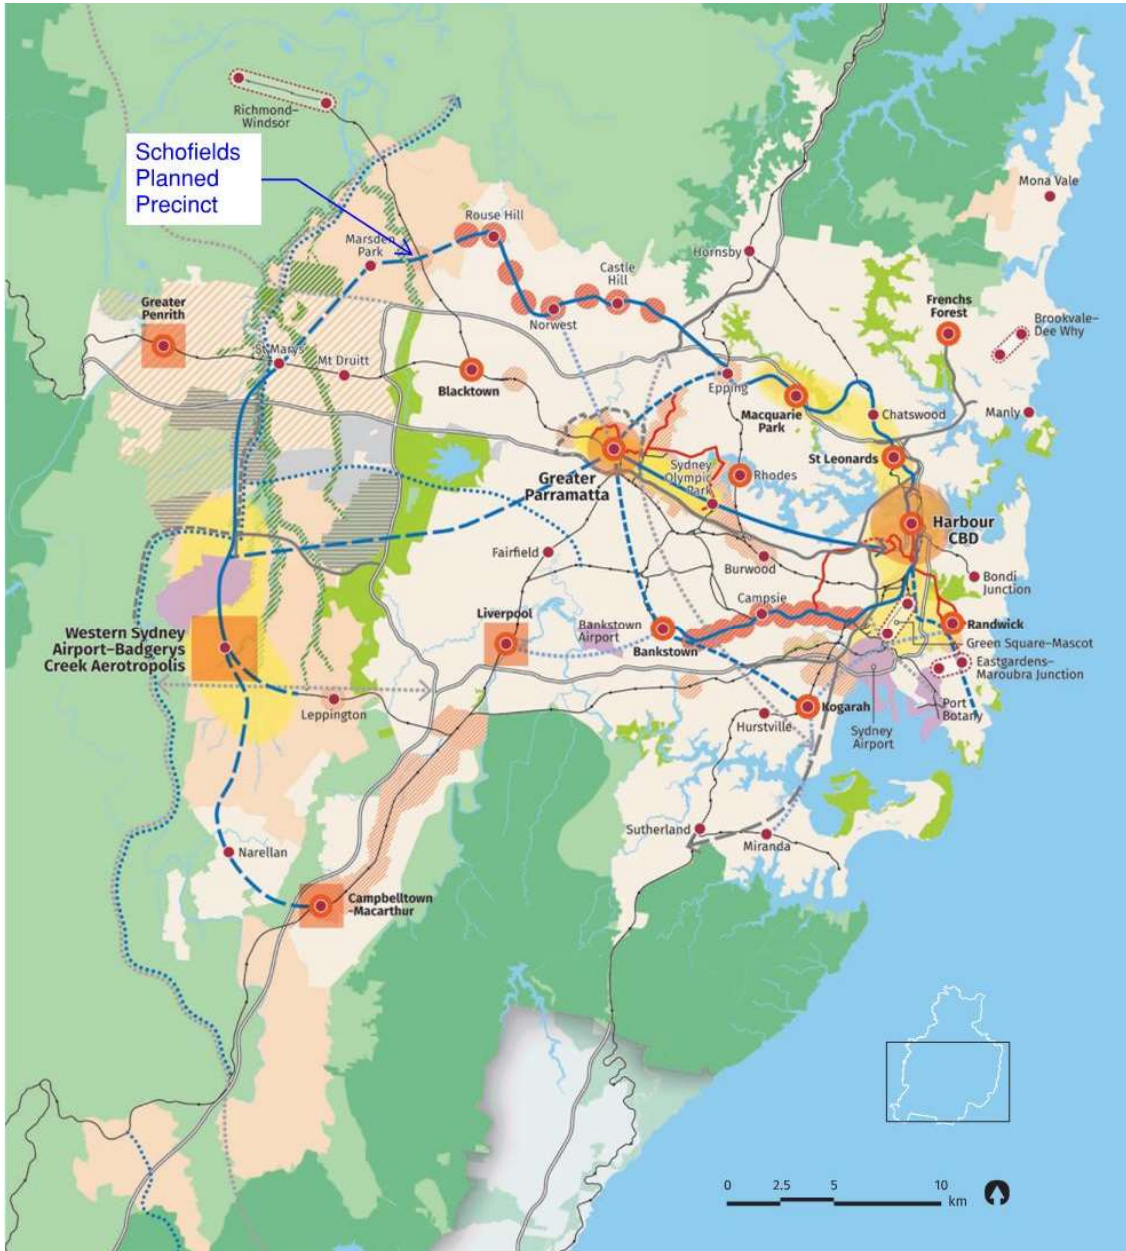 Richmond–
Windsor
Schofields
Planned
Precinct
Mona Vale
Rouse Hill
Marsden
Park
Hornsby
Castle
Hill
Greater
Penrith
Norwest
Frenchs
Forest
Brookvale–
Dee Why
St Marys
Mt Druitt
Blacktown
Epping
Macquarie
Park
Chatswood
Manly
St Leonards
Greater
Parramatta
Sydney
Olympic
Park
Rhodes
Harbour
CBD
Fairfield
Burwood
Bondi
Junction
Campsie
Liverpool
Bankstown
Airport
Bankstown
Randwick
Green Square–Mascot
Western Sydney
Airport–Badgerys
Creek Aerotropolis
Eastgardens–
Maroubra Junction
Leppington
Kogarah
Port
Botany
Hurstville
Sydney
Airport
Sutherland
Miranda
Narellan
Campbelltown
–Macarthur
0 2.5 5 10
km